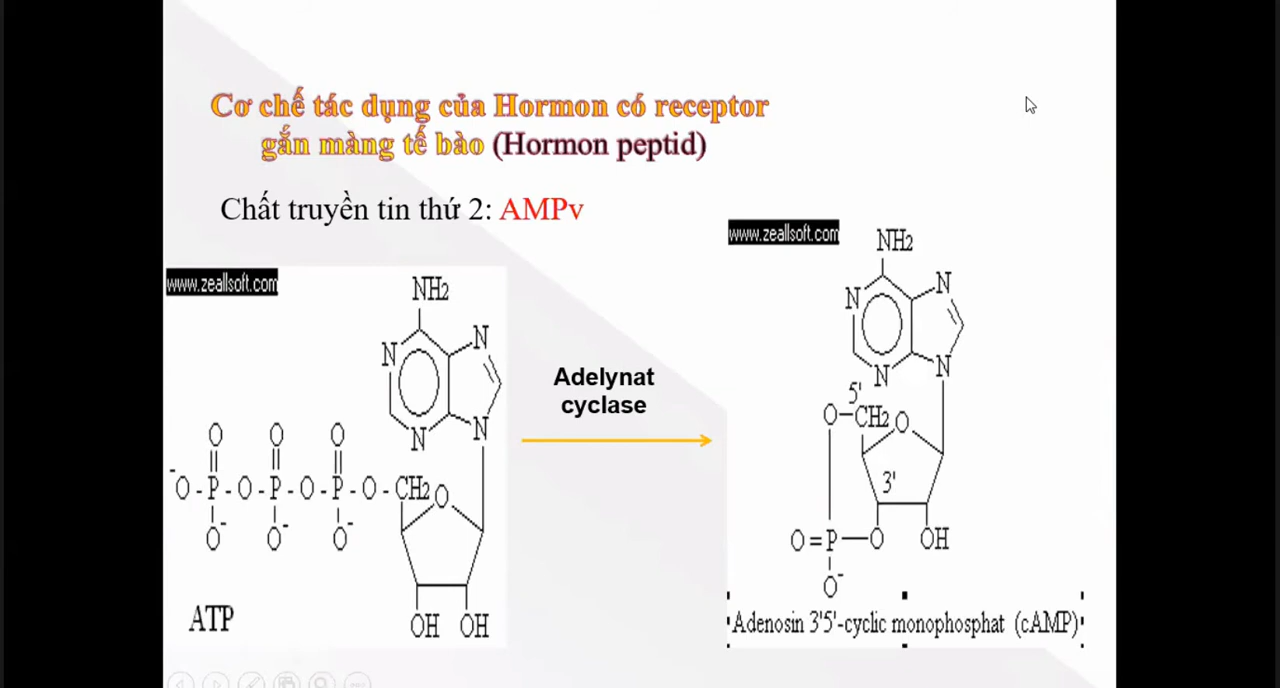 Cơ chế tác dụng của Hormon có receptor
gắn màng tế bào (Hormon peptid)
Chất truyền tin thứ 2: AMPv
www.zeallsoft.com
NH2
N
N
N
N
O
O
O
-O-P-O-P-O-P-O-CH2
O
O-
O-
O-
OH
OH
ATP
Adelynat
cyclase
www.zeallsoft.com
NH2
N
N
N
N
5'
O-CH2
O
3'
O=P-O
OH
O-
Adenosin 3'5'-cyclic monophosphat (cAMP)